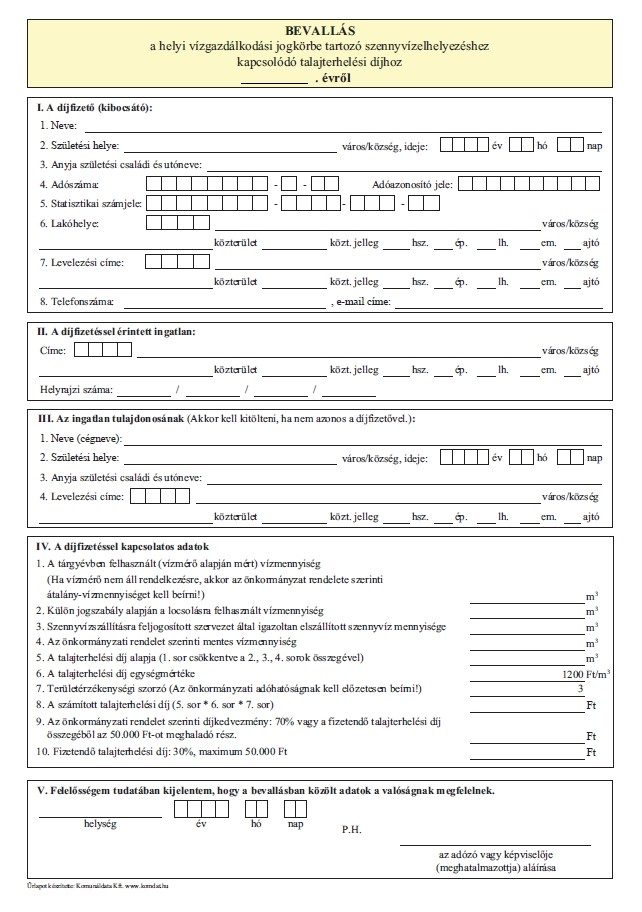 BEVALLÁS
a helyi vízgazdálkodási jogkörbe tartozó szennyvízelhelyezéshez
kapcsolódó talajterhelési díjhoz
__________ . évről
I. A díjfizető (kibocsátó):
1. Neve:
2. Születési helye: város/község, ideje: év hó nap
3. Anyja születési családi és utóneve:
4. Adószáma: - - Adóazonosító jele:
5. Statisztikai számjele: - - -
6. Lakóhelye: város/község
közterület közt. jelleg hsz. ép. lh. em. ajtó
7. Levelezési címe: város/község
közterület közt. jelleg hsz. ép. lh. em. ajtó
8. Telefonszáma: , e-mail címe:
II. A díjfizetéssel érintett ingatlan:
Címe: város/község
közterület közt. jelleg hsz. ép. lh. em. ajtó
Helyrajzi száma: / / /
III. Az ingatlan tulajdonosának (Akkor kell kitölteni, ha nem azonos a díjfizetővel.):
1. Neve (cégneve):
2. Születési helye: város/község, ideje: év hó nap
3. Anyja születési családi és utóneve:
4. Levelezési címe: város/község
közterület közt. jelleg hsz. ép. lh. em. ajtó
IV. A díjfizetéssel kapcsolatos adatok
1. A tárgyévben felhasznált (vízmérő alapján mért) vízmennyiség
(Ha vízmérő nem áll rendelkezésre, akkor az önkormányzat rendelete szerinti
átalány-vízmennyiséget kell beírni!) m³
2. Külön jogszabály alapján a locsolásra felhasznált vízmennyiség m³
3. Szennyvízszállításra feljogosított szervezet által igazoltan elszállított szennyvíz mennyisége m³
4. Az önkormányzati rendelet szerinti mentes vízmennyiség m³
5. A talajterhelési díj alapja (1. sor csökkentve a 2., 3., 4. sorok összegével) m³
6. A talajterhelési díj egységmértéke 1200 Ft/m³
7. Területérzékenységi szorzó (Az önkormányati adóhatóságnak kell előzetesen beírni!) 3
8. A számított talajterhelési díj (5. sor * 6. sor * 7. sor) Ft
9. Az önkormányzati rendelet szerinti díjkedvezmény: 70% vagy a fizetendő talajterhelési díj
összegéből az 50.000 Ft-ot meghaladó rész. Ft
10. Fizetendő talajterhelési díj: 30%, maximum 50.000 Ft Ft
V. Felelősségem tudatában kijelentem, hogy a bevallásban közölt adatok a valóságnak megfelelnek.
helység év hó nap
P.H.
az adózó vagy képviselője
(meghatalmazottja) aláírása
Űrlapot készítette: Komunáldata Kft. www.komdat.hu